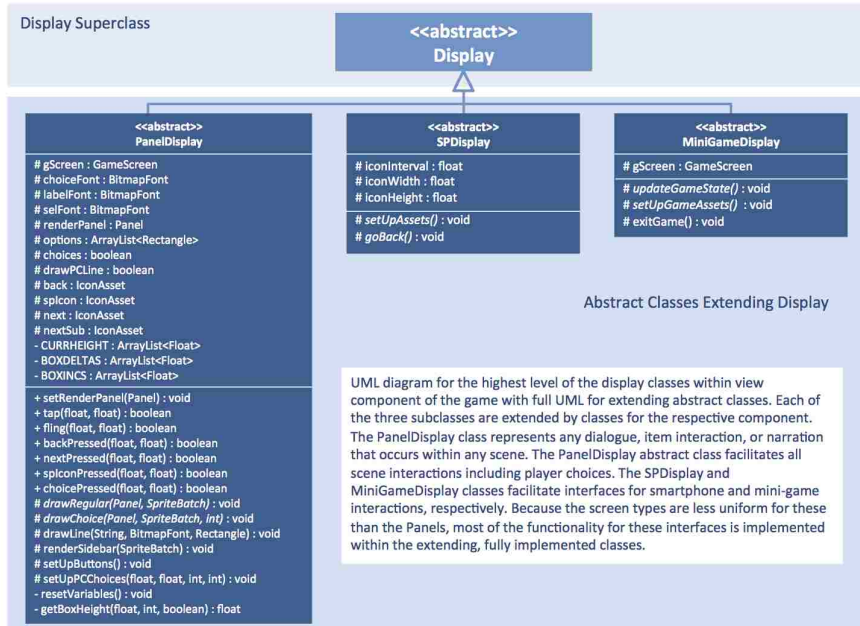 Display Superclass
<<abstract>>
Display
<<abstract>>
PanelDisplay
# gScreen : GameScreen
# choiceFont : BitmapFont
# labelFont : BitmapFont
# selFont : BitmapFont
# renderPanel : Panel
# options : ArrayList<Rectangle>
# choices : boolean
# drawPCLine : boolean
# back : IconAsset
# spIcon : IconAsset
# next : IconAsset
# nextSub : IconAsset
- CURRHEIGHT : ArrayList<Float>
- BOXDELTAS : ArrayList<Float>
- BOXINCS : ArrayList<Float>
+ setRenderPanel(Panel) : void
+ tap(float, float) : boolean
+ fling(float, float) : boolean
+ backPressed(float, float) : boolean
+ nextPressed(float, float) : boolean
+ spIconPressed(float, float) : boolean
+ choicePressed(float, float) : boolean
# drawRegular(Panel, SpriteBatch) : void
# drawChoice(Panel, SpriteBatch, int) : void
# drawLine(String, BitmapFont, Rectangle) : void
# renderSidebar(SpriteBatch) : void
# setUpButtons() : void
# setUpPCChoices(float, float, int, int) : void
- resetVariables() : void
- getBoxHeight(float, int, boolean) : float
<<abstract>>
SPDisplay
# iconInterval : float
# iconWidth : float
# iconHeight : float
# setUpAssets() : void
# goBack() : void
<<abstract>>
MiniGameDisplay
# gScreen : GameScreen
# updateGameState() : void
# setUpGameAssets() : void
# exitGame() : void
Abstract Classes Extending Display
UML diagram for the highest level of the display classes within view
component of the game with full UML for extending abstract classes. Each of
the three subclasses are extended by classes for the respective component.
The PanelDisplay class represents any dialogue, item interaction, or narration
that occurs within any scene. The PanelDisplay abstract class facilitates all
scene interactions including player choices. The SPDisplay and
MiniGameDisplay classes facilitate interfaces for smartphone and mini-game
interactions, respectively. Because the screen types are less uniform for these
than the Panels, most of the functionality for these interfaces is implemented
within the extending, fully implemented classes.